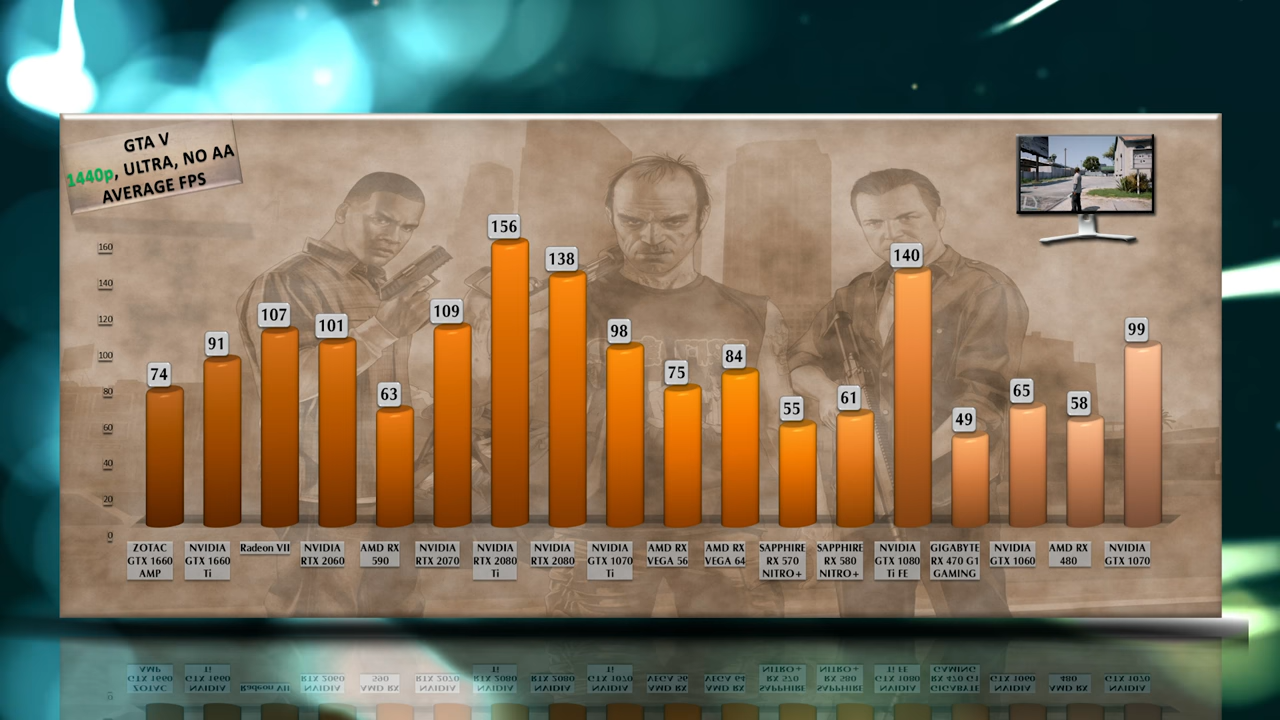 GTA V
1440p, ULTRA, NO AA
AVERAGE FPS
160
140
120
100
80
60
40
20
0
74
91
107
101
63
109
156
138
98
75
84
55
61
140
49
65
58
99
ZOTAC
GTX 1660
AMP
NVIDIA
GTX 1660
Ti
Radeon VII
NVIDIA
RTX 2060
AMD RX
590
NVIDIA
RTX 2070
NVIDIA
RTX 2080
Ti
NVIDIA
RTX 2080
NVIDIA
GTX 1070
Ti
AMD RX
VEGA 56
AMD RX
VEGA 64
SAPPHIRE
RX 570
NITRO+
SAPPHIRE
RX 580
NITRO+
NVIDIA
GTX 1080
Ti FE
GIGABYTE
RX 470 G1
GAMING
NVIDIA
GTX 1060
AMD RX
480
NVIDIA
GTX 1070